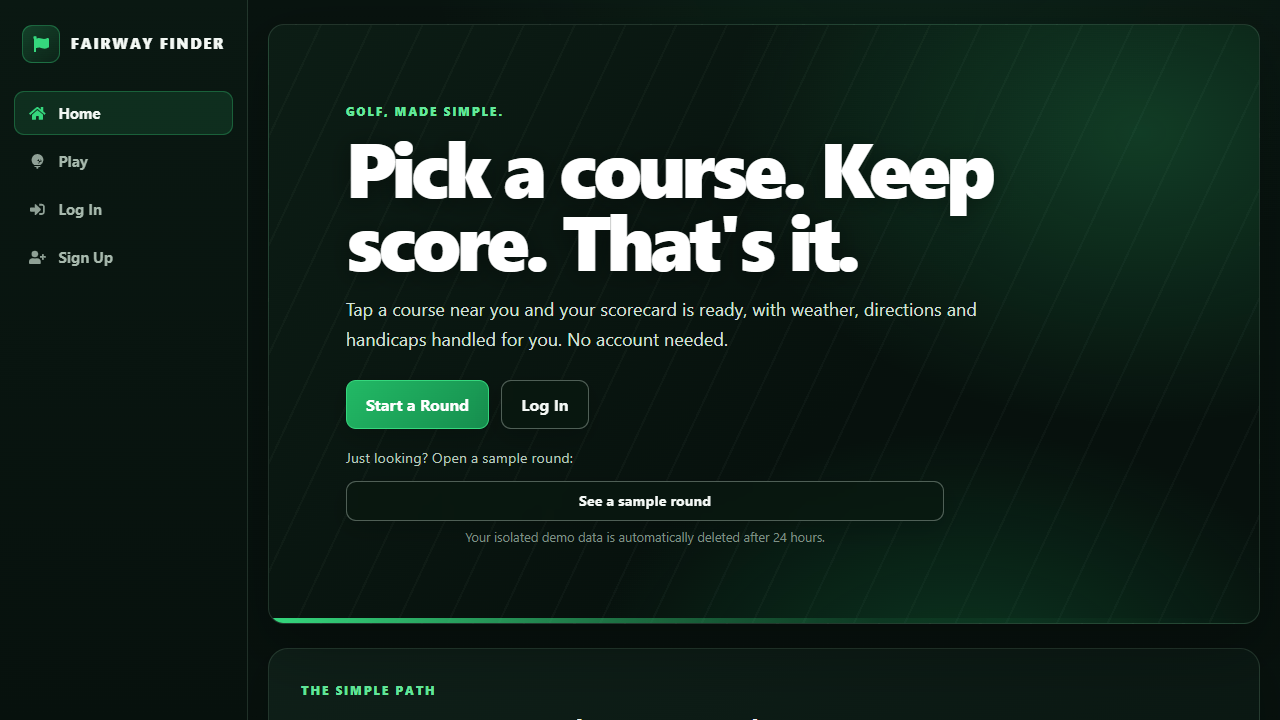 FAIRWAY FINDER
Home
Play
Log In
Sign Up
GOLF, MADE SIMPLE.
Pick a course. Keep
score. That's it.
Tap a course near you and your scorecard is ready, with weather, directions and
handicaps handled for you. No account needed.
Start a Round
Log In
Just looking? Open a sample round:
See a sample round
Your isolated demo data is automatically deleted after 24 hours.
THE SIMPLE PATH